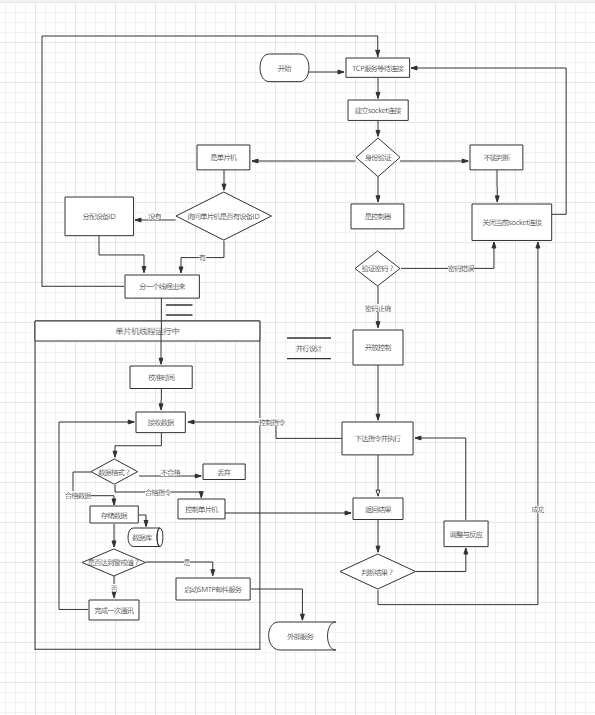 开始
TCP服务等待连接
建立socket连接
是单片机
身份验证
不能判断
分配设备ID
没有
询问单片机是否有设备ID
是控制器
关闭当前socket连接
有
分一个线程出来
验证密码？
密码错误
密码正确
单片机线程运行中
并行设计
开放控制
校准时间
接收数据
控制指令
下达指令并执行
数据格式？
不合格
丢弃
合格数据
合格指令
存储数据
控制单片机
返回结果
成功
数据库
调整与反应
是否达到警戒值？
是
判断结果？
否
启动SMTP邮件服务
完成一次通讯
外部服务